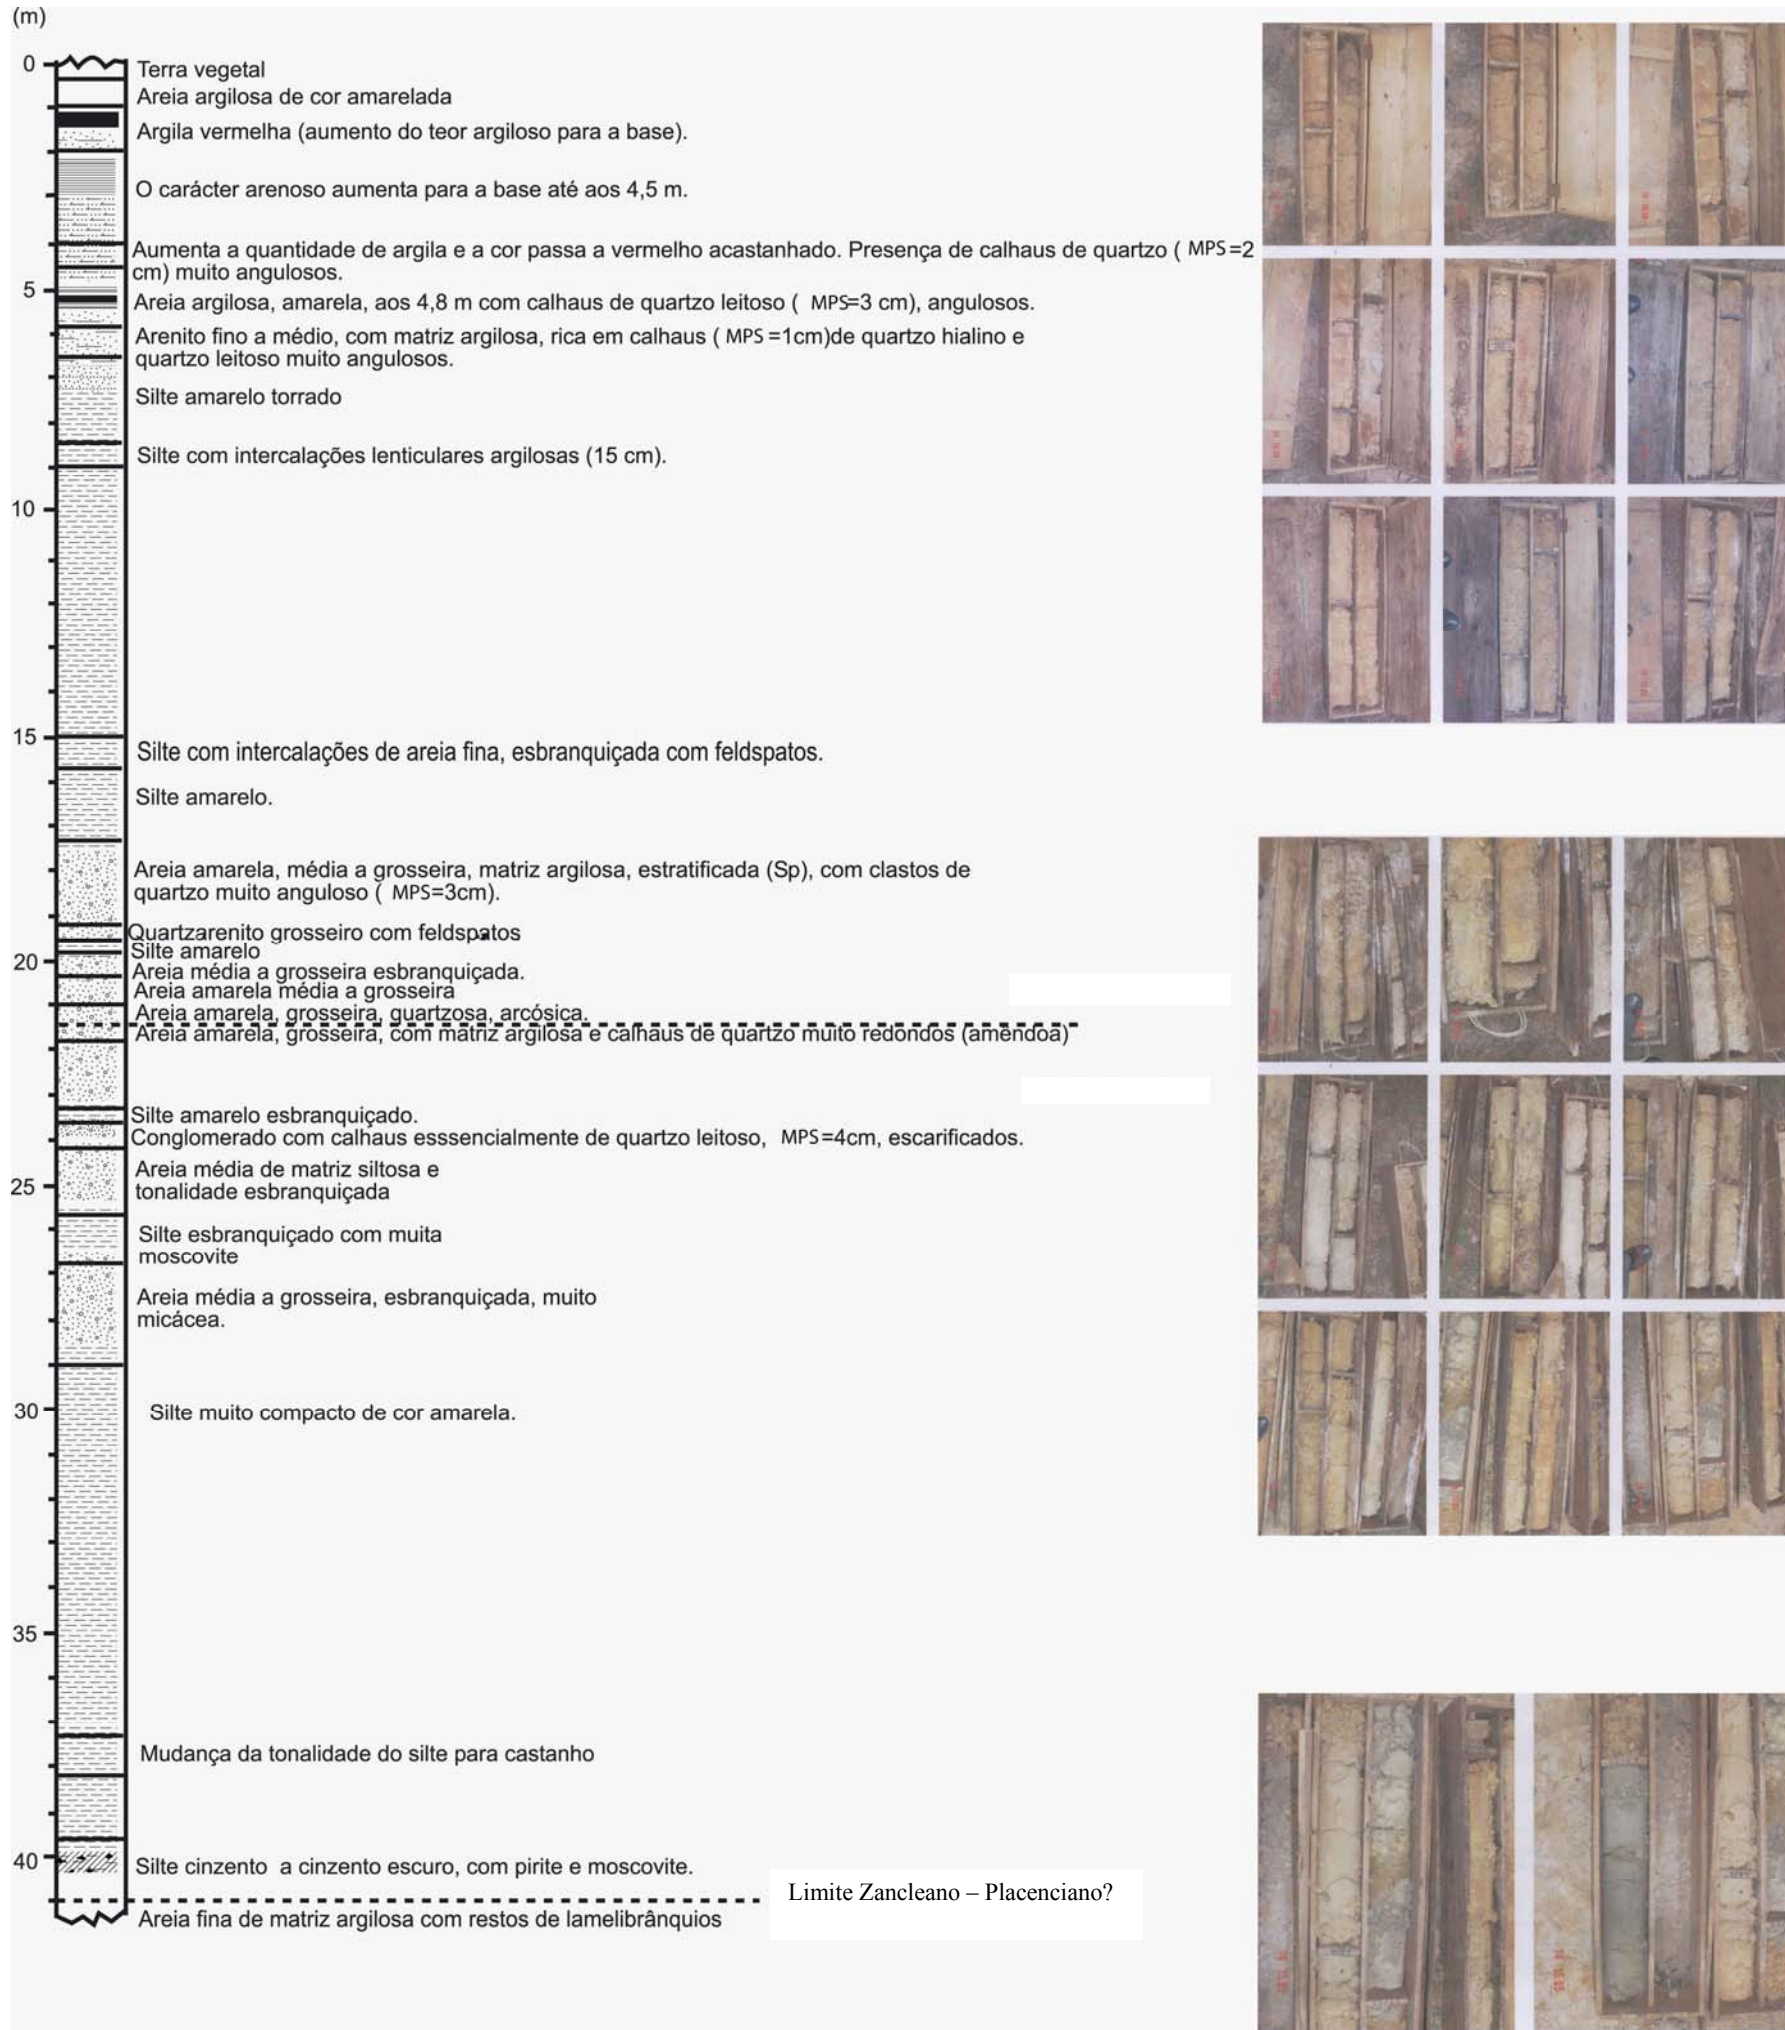 (m)
0
Terra vegetal
Areia argilosa de cor amarelada
Argila vermelha (aumento do teor argiloso para a base).
O carácter arenoso aumenta para a base até aos 4,5 m.
Aumenta a quantidade de argila e a cor passa a vermelho acastanhado. Presença de calhaus de quartzo ( MPS =2
cm) muito angulosos.
5
Areia argilosa, amarela, aos 4,8 m com calhaus de quartzo leitoso ( MPS=3 cm), angulosos.
Arenito fino a médio, com matriz argilosa, rica em calhaus ( MPS =1cm)de quartzo hialino e
quartzo leitoso muito angulosos.
Silte amarelo torrado
Silte com intercalações lenticulares argilosas (15 cm).
10
15
Silte com intercalações de areia fina, esbranquiçada com feldspatos.
Silte amarelo.
Areia amarela, média a grosseira, matriz argilosa, estratificada (Sp), com clastos de
quartzo muito anguloso ( MPS=3cm).
Quartzarenito grosseiro com feldspatos
Silte amarelo
20
Areia média a grosseira esbranquiçada.
Areia amarela média a grosseira
Areia amarela, grosseira, quartzosa, arcósica.
Areia amarela, grosseira, com matriz argilosa e calhaus de quartzo muito redondos (amêndoa)
Silte amarelo esbranquiçado.
Conglomerado com calhaus esssencialmente de quartzo leitoso, MPS=4cm, escarificados.
Areia média de matriz siltosa e
25
tonalidade esbranquiçada
Silte esbranquiçado com muita
moscovite
Areia média a grosseira, esbranquiçada, muito
micácea.
30
Silte muito compacto de cor amarela.
35
Mudança da tonalidade do silte para castanho
40
Silte cinzento a cinzento escuro, com pirite e moscovite.
Limite Zancleano – Placenciano?
Areia fina de matriz argilosa com restos de lamelibrânquios